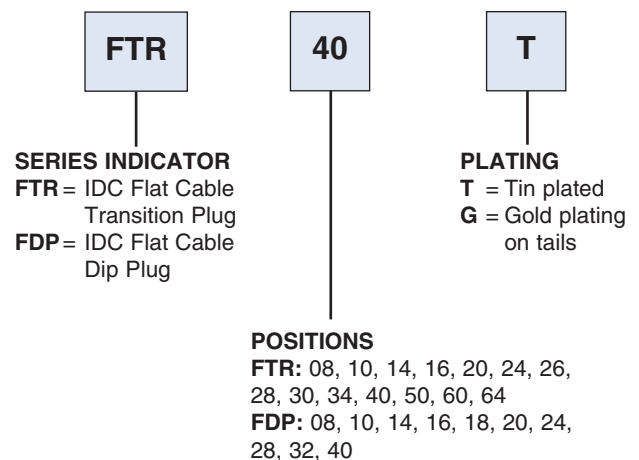 FTR 40 T
SERIES INDICATOR
FTR = IDC Flat Cable
Transition Plug
FDP = IDC Flat Cable
Dip Plug
PLATING
T = Tin plated
G = Gold plating
on tails
POSITIONS
FTR: 08, 10, 14, 16, 20, 24, 26,
28, 30, 34, 40, 50, 60, 64
FDP: 08, 10, 14, 16, 18, 20, 24,
28, 32, 40